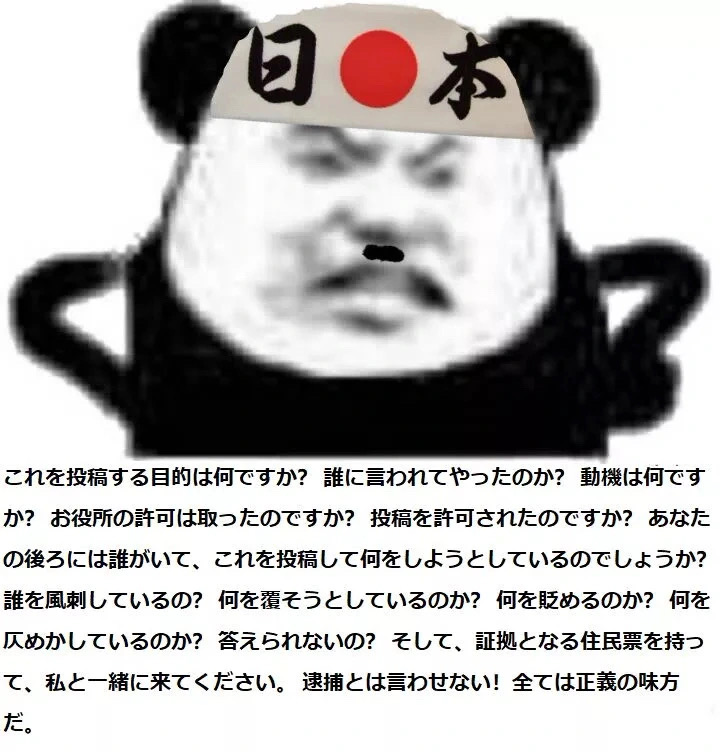 日本
これを投稿する目的は何ですか? 誰に言われてやったのか? 動機は何です
か? お役所の許可は取ったのですか? 投稿を許可されたのですか? あなた
の後ろには誰がいて、これを投稿して何をしようとしているのでしょうか?
誰を風刺しているの? 何を覆そうとしているのか? 何を貶めるのか? 何を
仄めかしているのか? 答えられないの? そして、証拠となる住民票を持っ
て、私と一緒に来てください。 逮捕とは言わせない! 全ては正義の味方
だ。